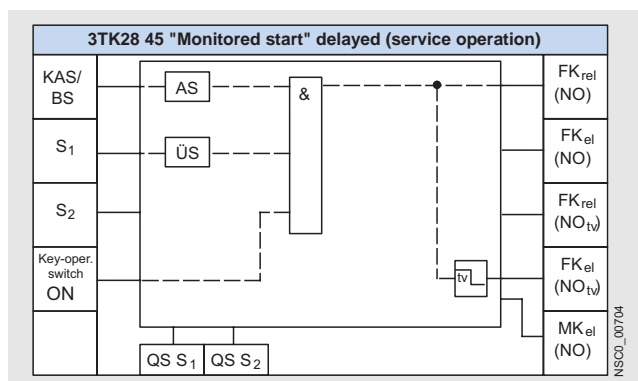 3TK28 45 "Monitored start" delayed (service operation)
KAS/
BS
AS
&
FKrel
(NO)
S1
ÜS
FKel
(NO)
S2
FKrel
(NOtv)
Key-oper.
switch
ON
tv
FKel
(NOtv)
MKel
(NO)
QS S1
QS S2
NSC0_00704